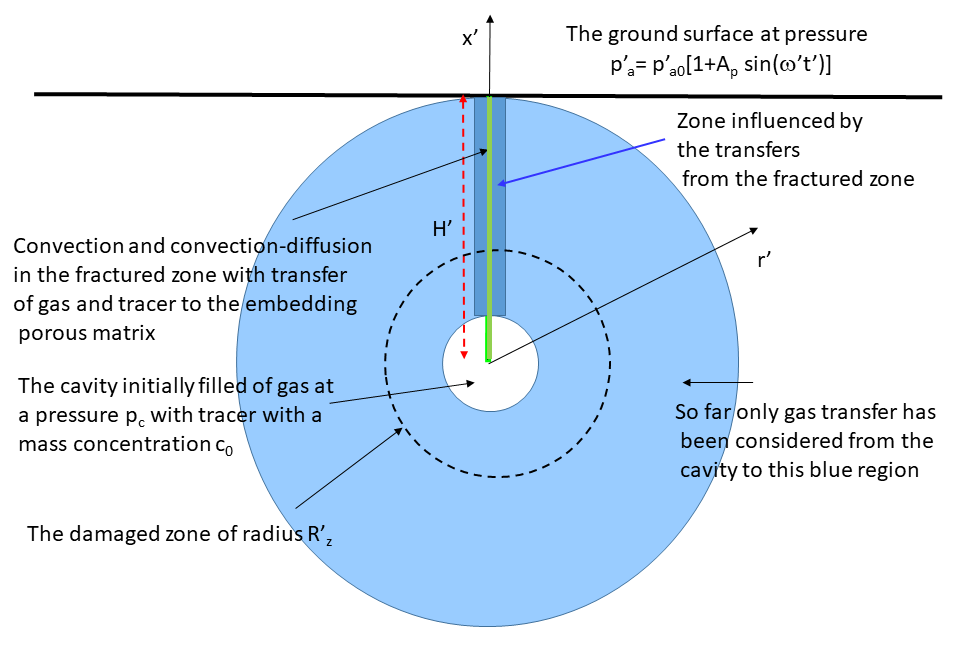 x’
The ground surface at pressure
p’a= p’a0[1+Ap sin(ω’t’)]
Zone influenced by
the transfers
from the fractured zone
H’
r’
Convection and convection-diffusion
in the fractured zone with transfer
of gas and tracer to the embedding
porous matrix
The cavity initially filled of gas at
a pressure pc with tracer with a
mass concentration c0
So far only gas transfer has
been considered from the
cavity to this blue region
The damaged zone of radius R’z